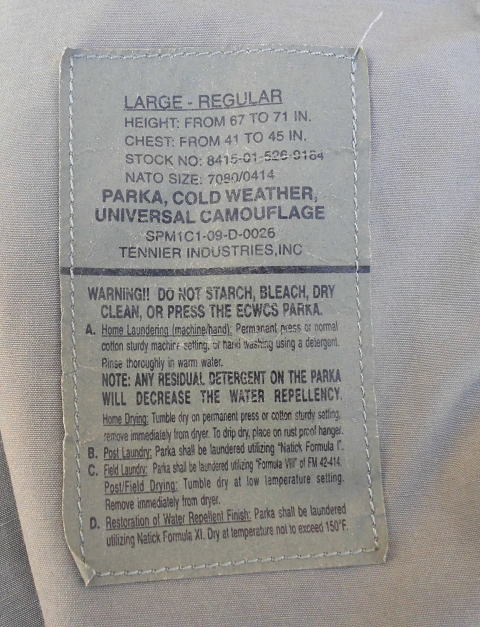 LARGE - REGULAR
HEIGHT: FROM 67 TO 71 IN.
CHEST: FROM 41 TO 45 IN.
STOCK NO: 8415-01-526-9184
NATO SIZE: 7080/0414
PARKA, COLD WEATHER,
UNIVERSAL CAMOUFLAGE
SPM1C1-09-D-0026
TENNIER INDUSTRIES,INC
WARNING!! DO NOT STARCH, BLEACH, DRY
CLEAN, OR PRESS THE ECWCS PARKA.
A. Home Laundering (machine/hand): Permanant press or normal
cotton sturdy machine setting, or hand washing using a detergent.
Rinse thoroughly in warm water.
NOTE: ANY RESIDUAL DETERGENT ON THE PARKA
WILL DECREASE THE WATER REPELLENCY.
Home Drying: Tumble dry on permanent press or cotton sturdy setting,
remove immediately from dryer. To drip dry, place on rust proof hanger.
B. Post Laundry: Parka shall be laundered utilizing "Natick Formula I".
C. Field Laundry: Parka shall be laundered utilizing "Formula VIII" of FM 42-414.
Post/Field Drying: Tumble dry at low lamperature setting.
Remove immediately from dryer.
D. Restoration of Water Repellent Finish: Parka shall be laundered
utilizing Natick Formula XI. Dry at temperature not to exceed 150°F.